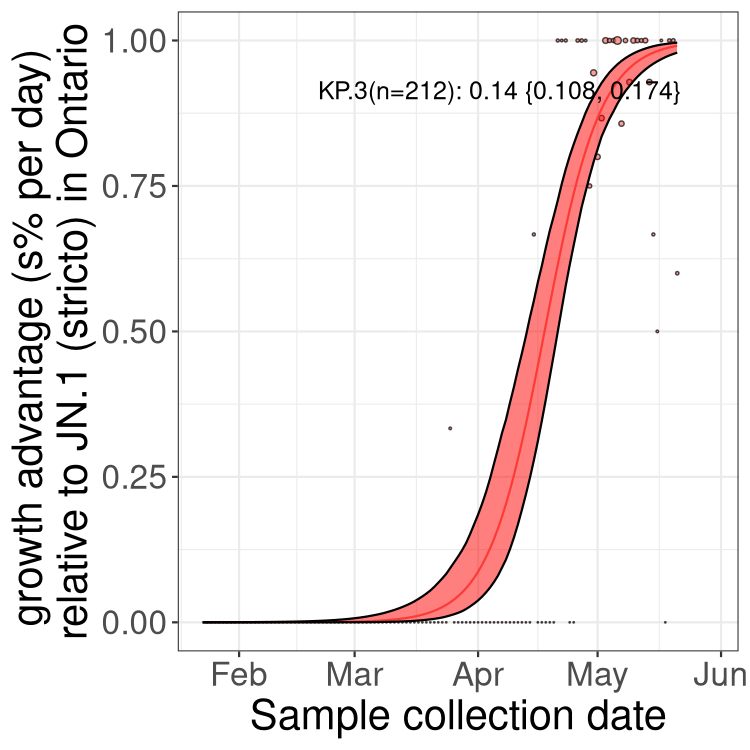 growth advantage (s% per day)
relative to JN.1 (stricto) in Ontario
1.00
0.75
0.50
0.25
0.00
KP.3(n=212): 0.14 {0.108, 0.174}
Feb Mar Apr May Jun
Sample collection date